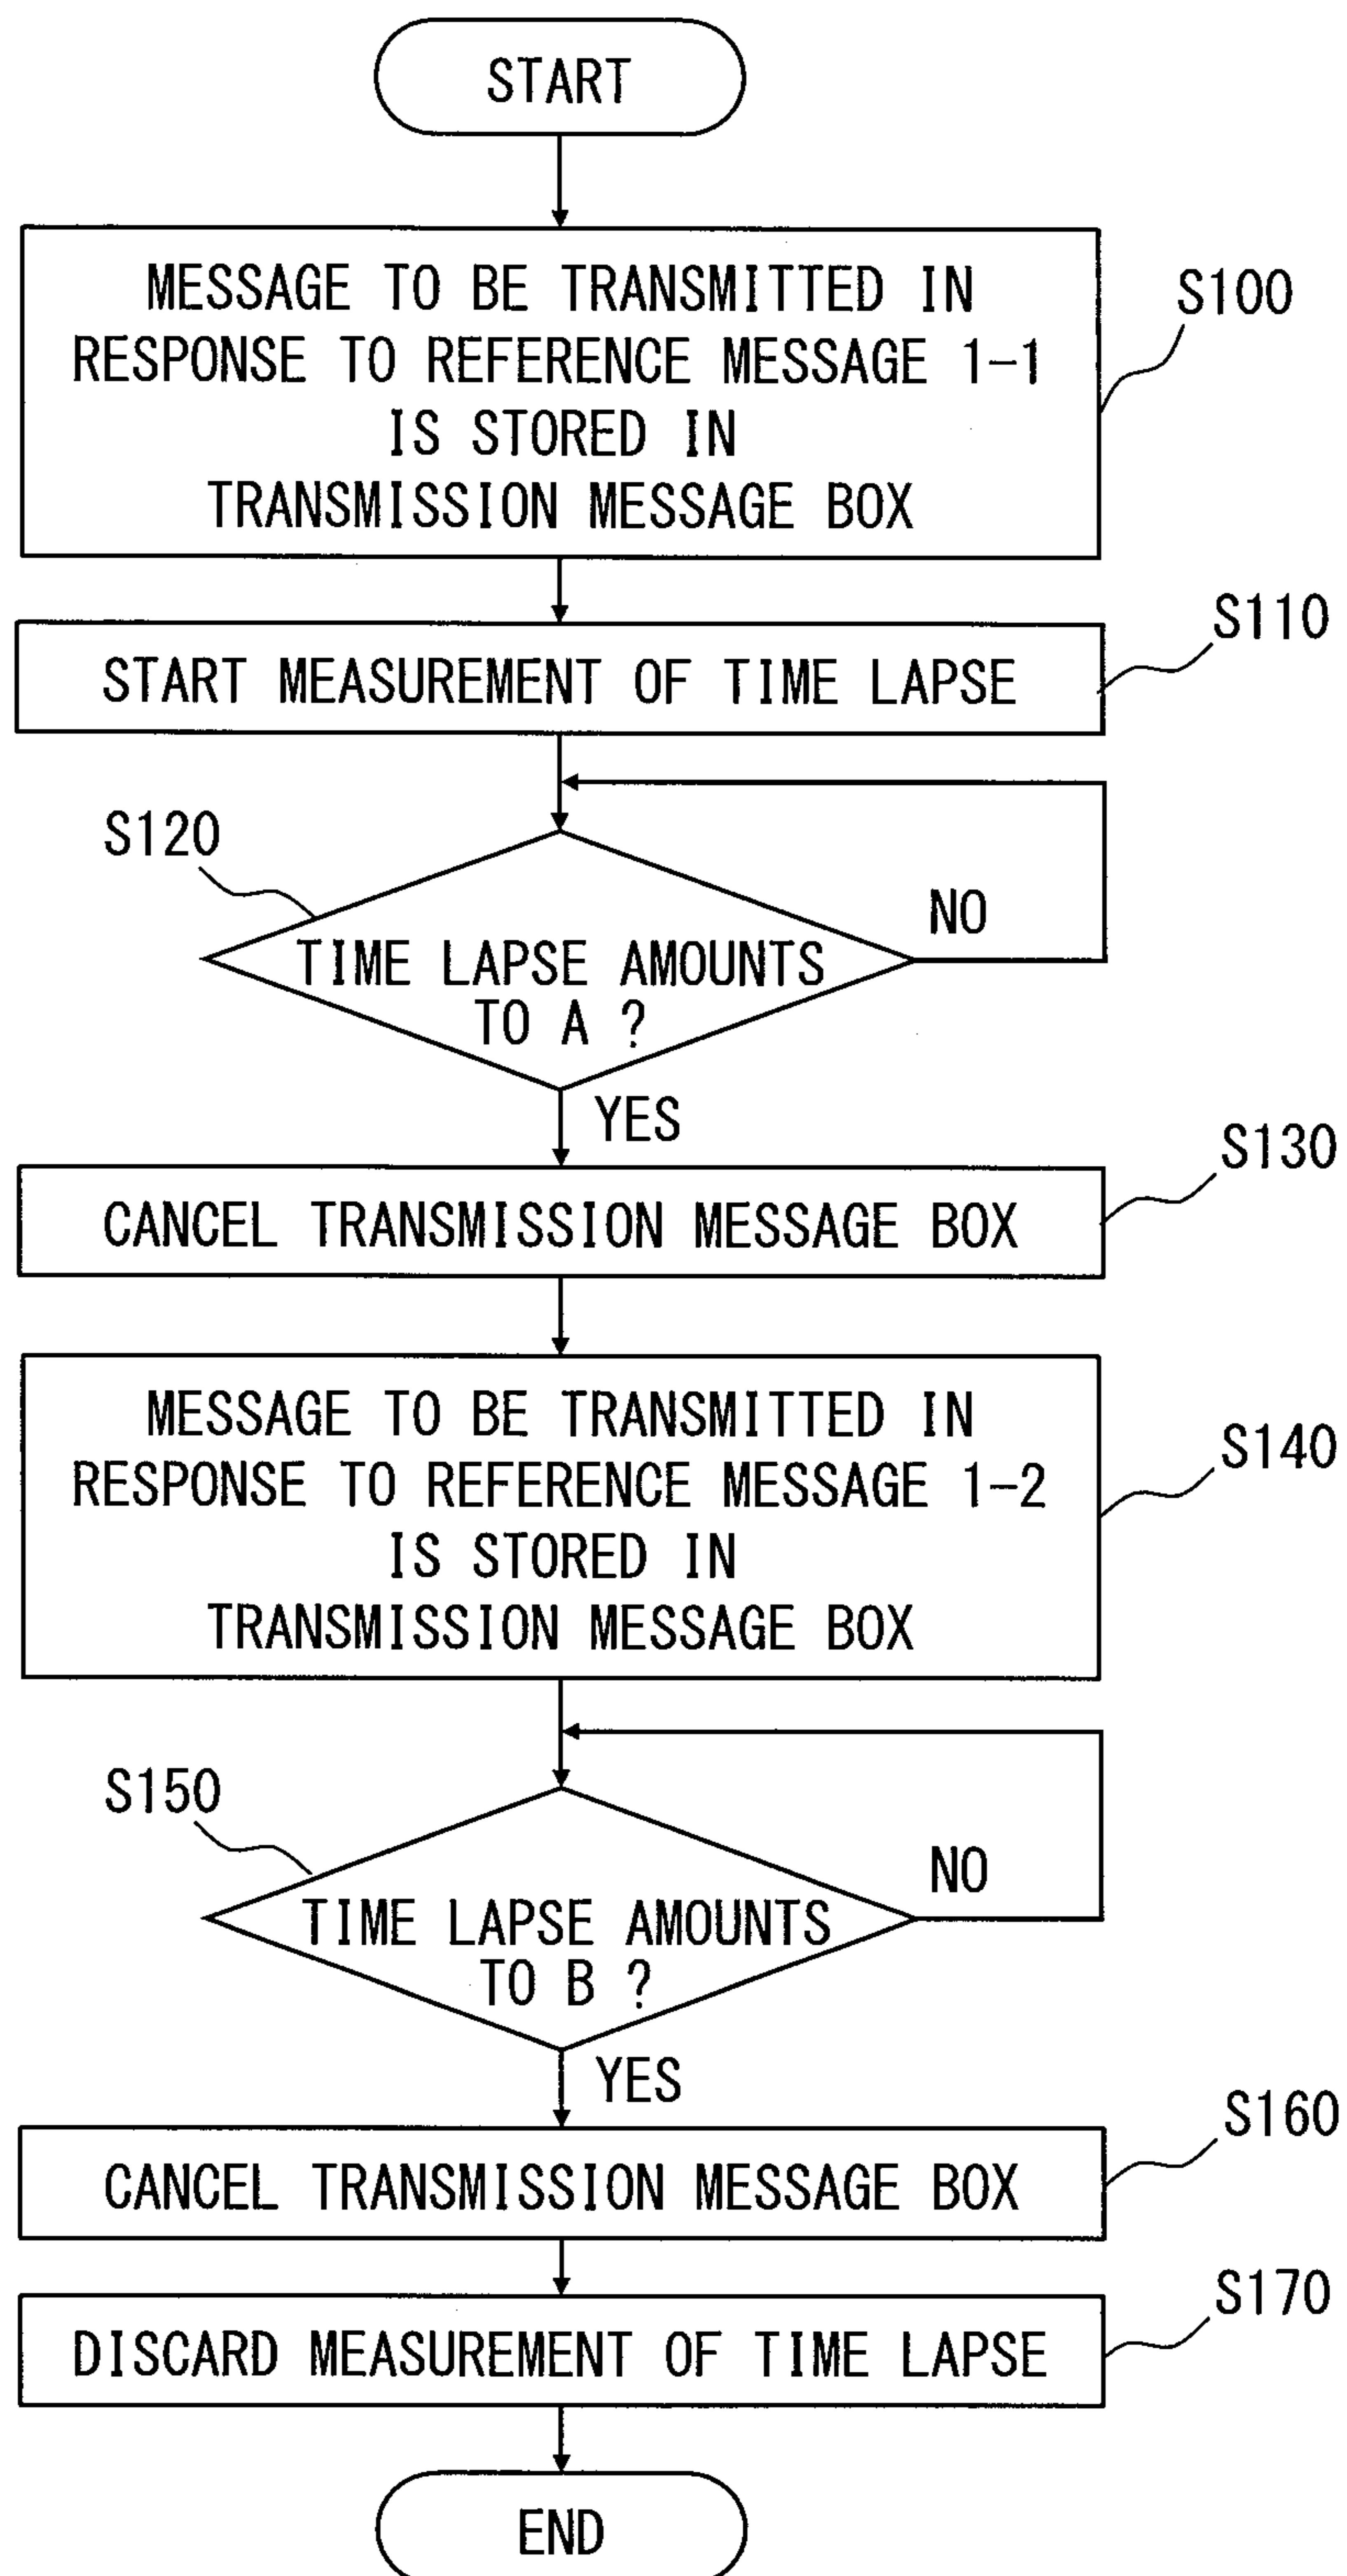 START
MESSAGE TO BE TRANSMITTED IN
RESPONSE TO REFERENCE MESSAGE 1-1
IS STORED IN
TRANSMISSION MESSAGE BOX
S100
START MEASUREMENT OF TIME LAPSE
S110
S120
TIME LAPSE AMOUNTS
TO A ?
NO
YES
CANCEL TRANSMISSION MESSAGE BOX
S130
MESSAGE TO BE TRANSMITTED IN
RESPONSE TO REFERENCE MESSAGE 1-2
IS STORED IN
TRANSMISSION MESSAGE BOX
S140
S150
TIME LAPSE AMOUNTS
TO B ?
NO
YES
CANCEL TRANSMISSION MESSAGE BOX
S160
DISCARD MEASUREMENT OF TIME LAPSE
S170
END